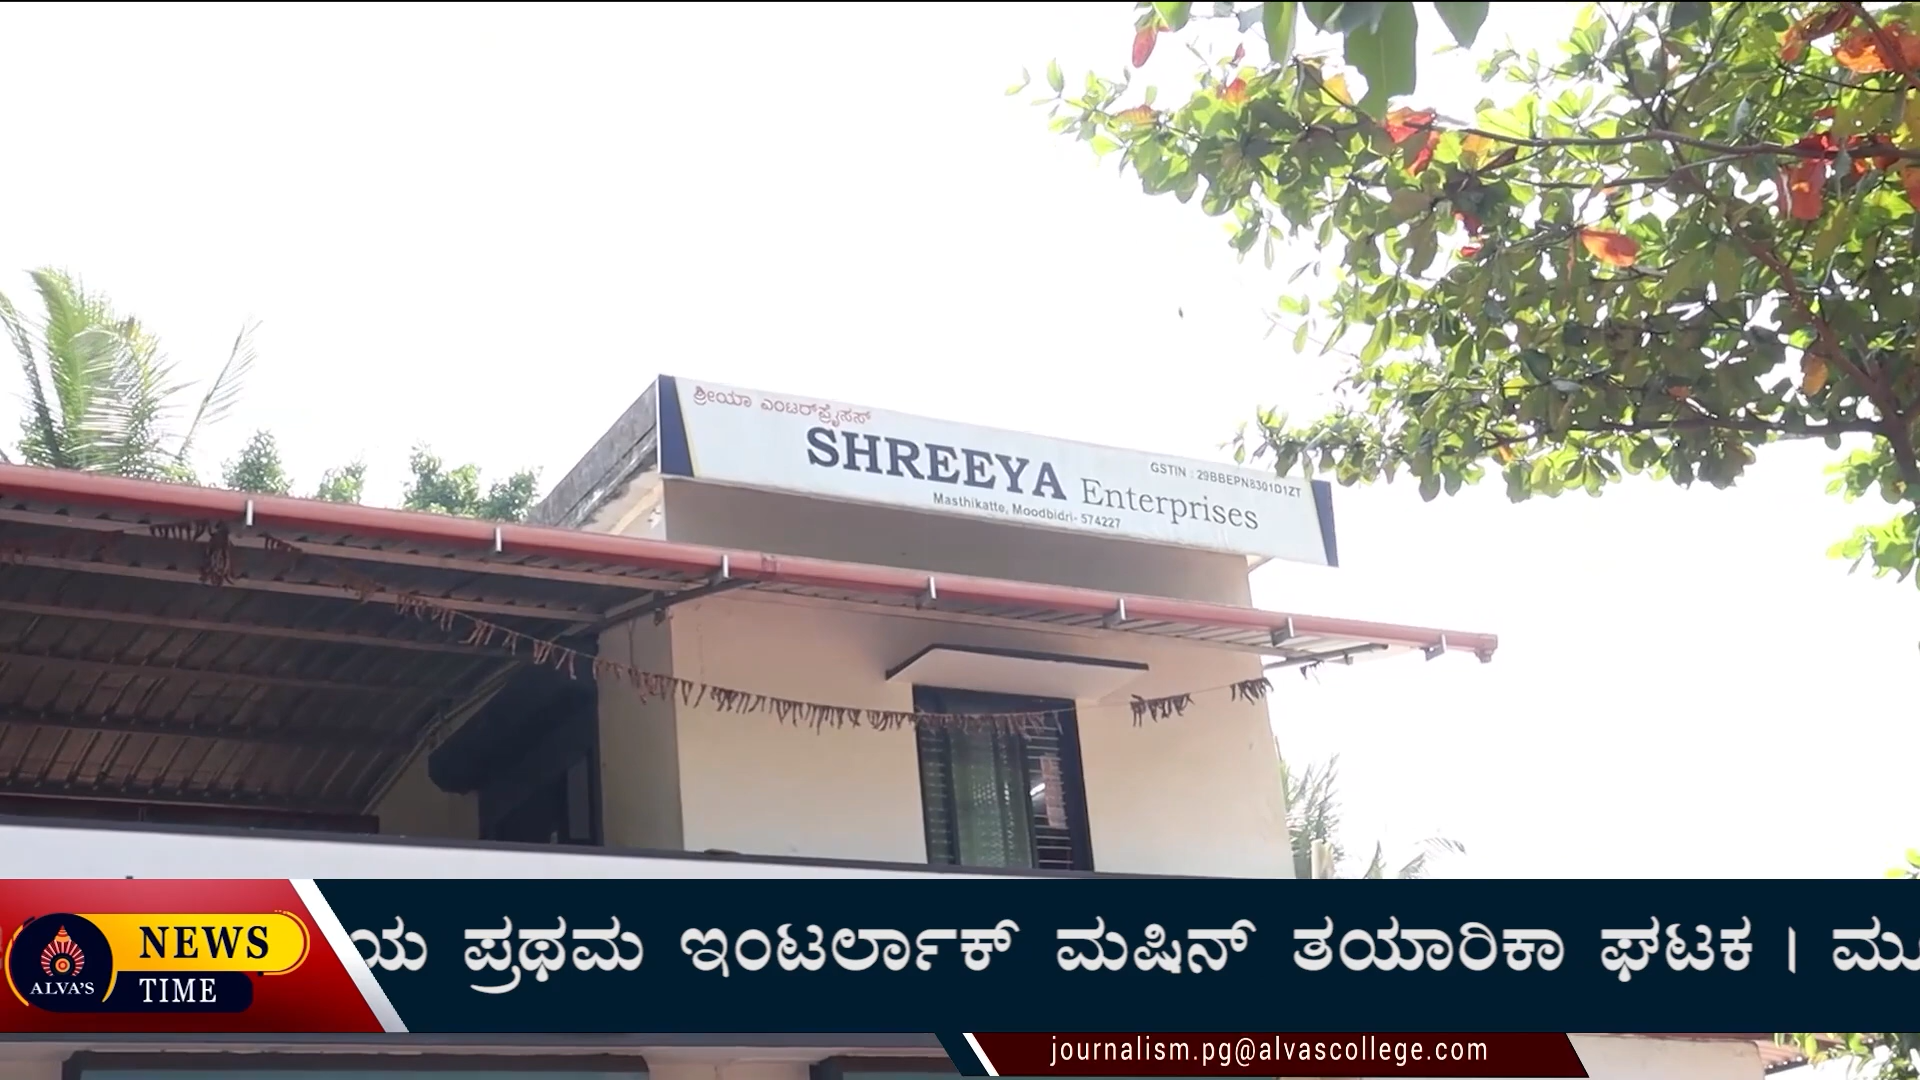 ಶ್ರೀಯಾ ಎಂಟರ್‌ಪ್ರೈಸಸ್
SHREEYA Enterprises
GSTIN : 29BBEPN8301D1ZT
Masthikatte, Moodbidri- 574227
NEWS
TIME
ALVA'S
ಯ ಪ್ರಥಮ ಇಂಟರ್ಲಾಕ್ ಮಷಿನ್ ತಯಾರಿಕಾ ಘಟಕ | ಮು
journalism.pg@alvascollege.com